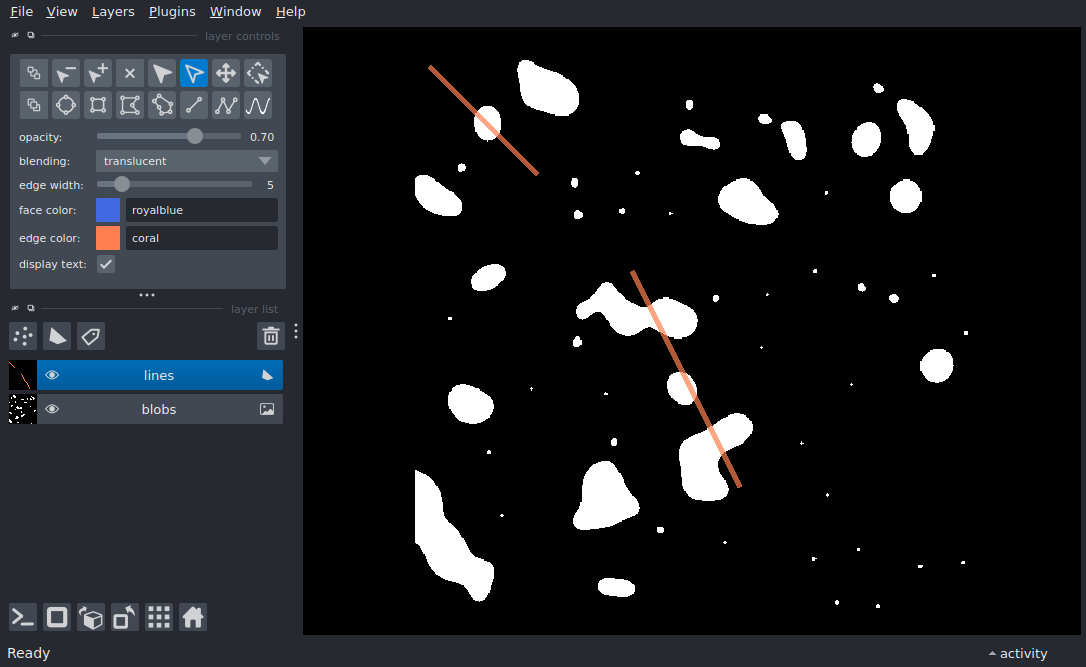 File View Layers Plugins Window Help
layer controls
opacity: 0.70
blending: translucent
edge width: 5
face color: royalblue
edge color: coral
display text:
layer list
lines
blobs
Ready
activity